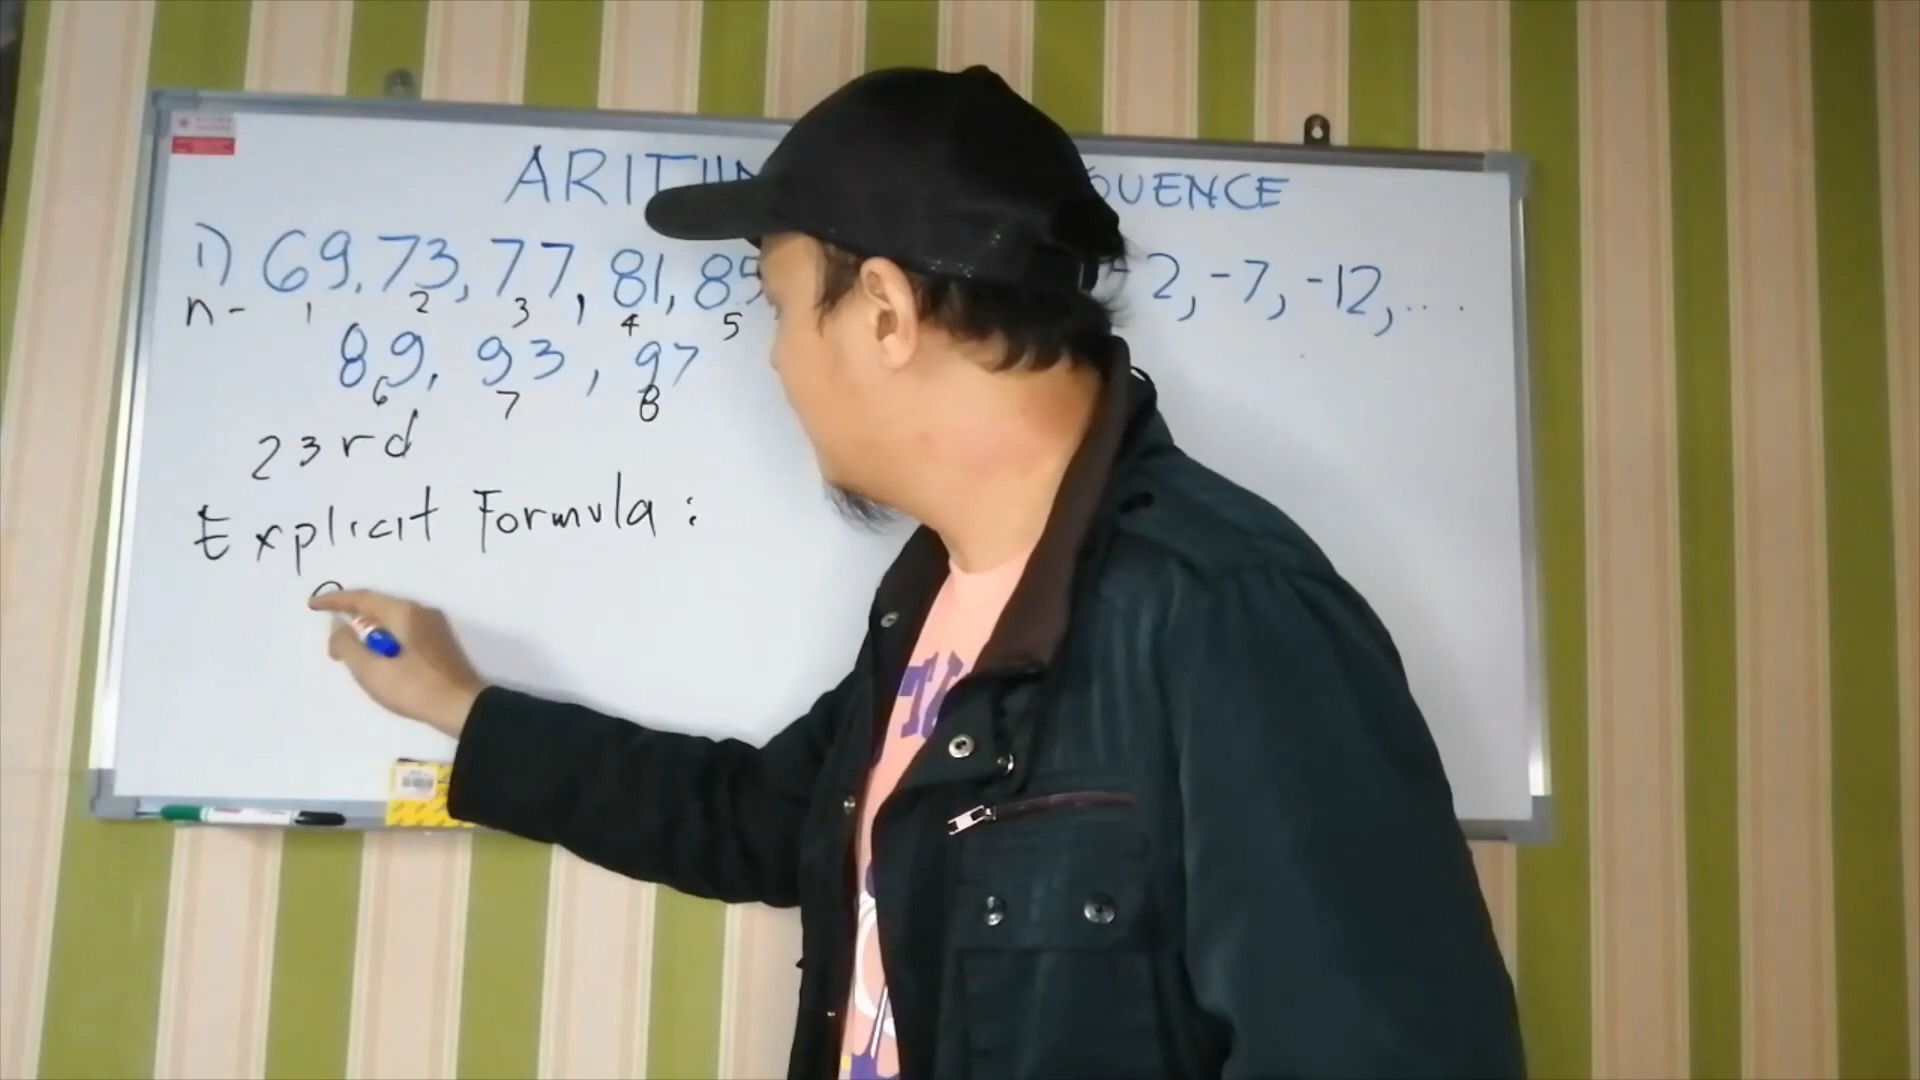 ARITHM QUENCE
1) 69, 73, 77, 81, 85
-2, -7, -12, ....
n - 1 2 3 4 5
89, 93, 97
6 7 8
23rd
Explicit Formula: